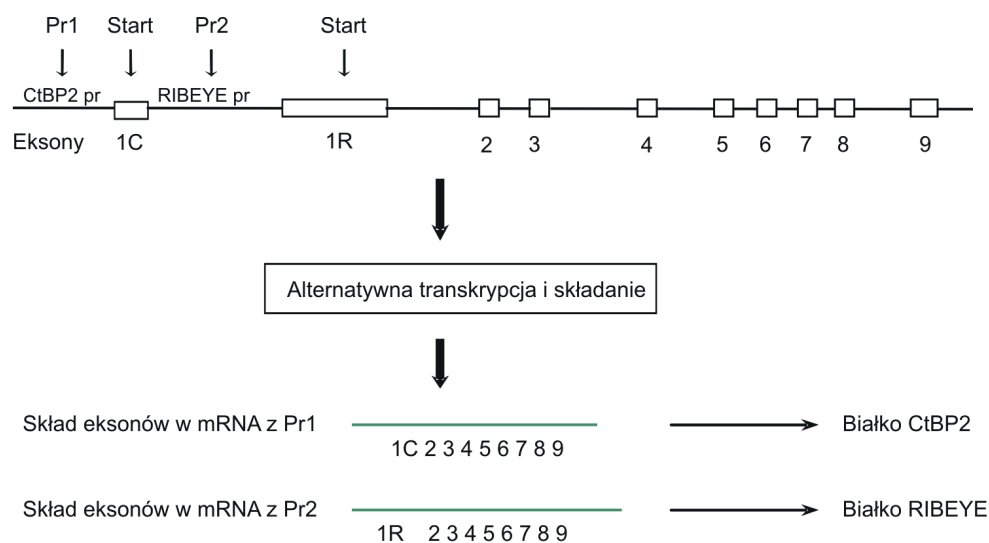 Pr1 Start Pr2 Start
CtBP2 pr RIBEYE pr
Eksony 1C 1R 2 3 4 5 6 7 8 9
Alternatywna transkrypcja i składanie
Skład eksonów w mRNA z Pr1 Białko CtBP2
1C 2 3 4 5 6 7 8 9
Skład eksonów w mRNA z Pr2 Białko RIBEYE
1R 2 3 4 5 6 7 8 9